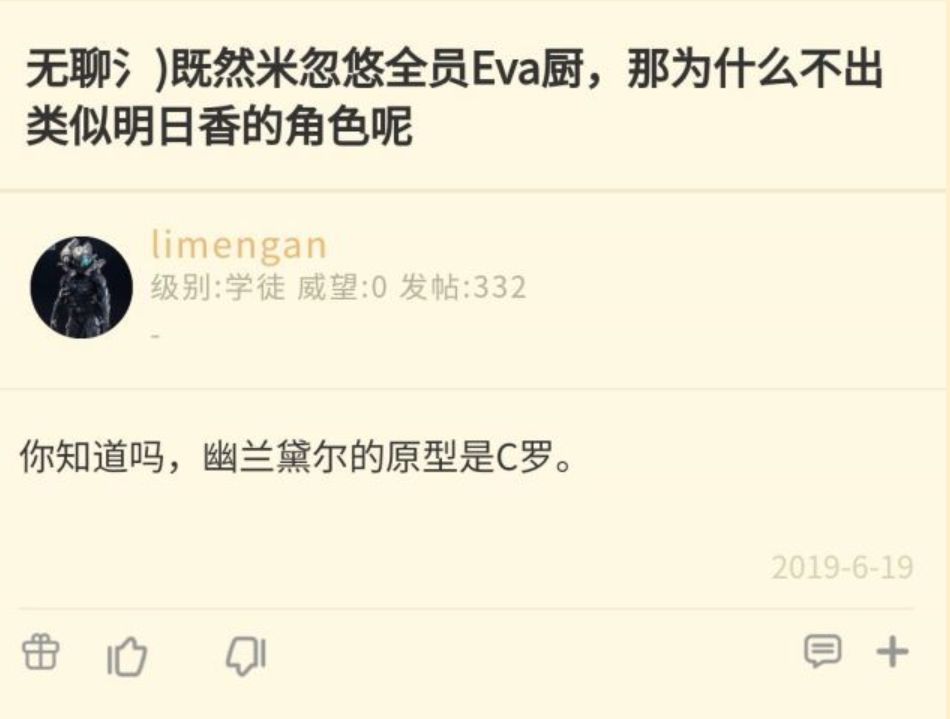 无聊氵)既然米忽悠全员Eva厨，那为什么不出
类似明日香的角色呢
limengan
级别:学徒 威望:0 发帖:332
-
你知道吗，幽兰黛尔的原型是C罗。
2019-6-19